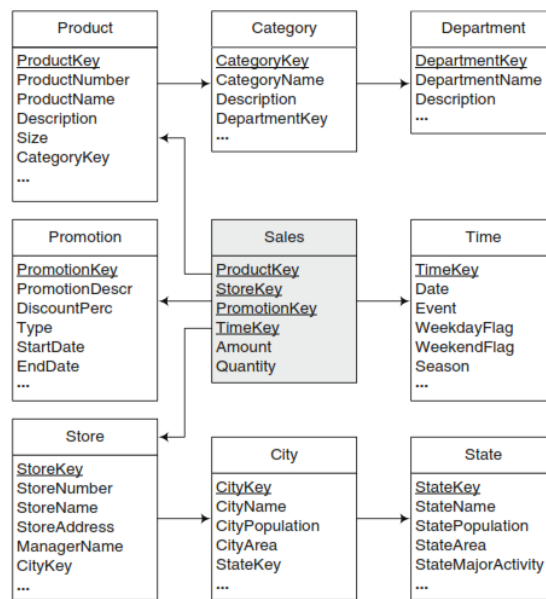 Product
ProductKey
ProductNumber
ProductName
Description
Size
CategoryKey
...
Category
CategoryKey
CategoryName
Description
DepartmentKey
...
Department
DepartmentKey
DepartmentName
Description
...
Promotion
PromotionKey
PromotionDescr
DiscountPerc
Type
StartDate
EndDate
...
Sales
ProductKey
StoreKey
PromotionKey
TimeKey
Amount
Quantity
Time
TimeKey
Date
Event
WeekdayFlag
WeekendFlag
Season
...
Store
StoreKey
StoreNumber
StoreName
StoreAddress
ManagerName
CityKey
...
City
CityKey
CityName
CityPopulation
CityArea
StateKey
...
State
StateKey
StateName
StatePopulation
StateArea
StateMajorActivity
...